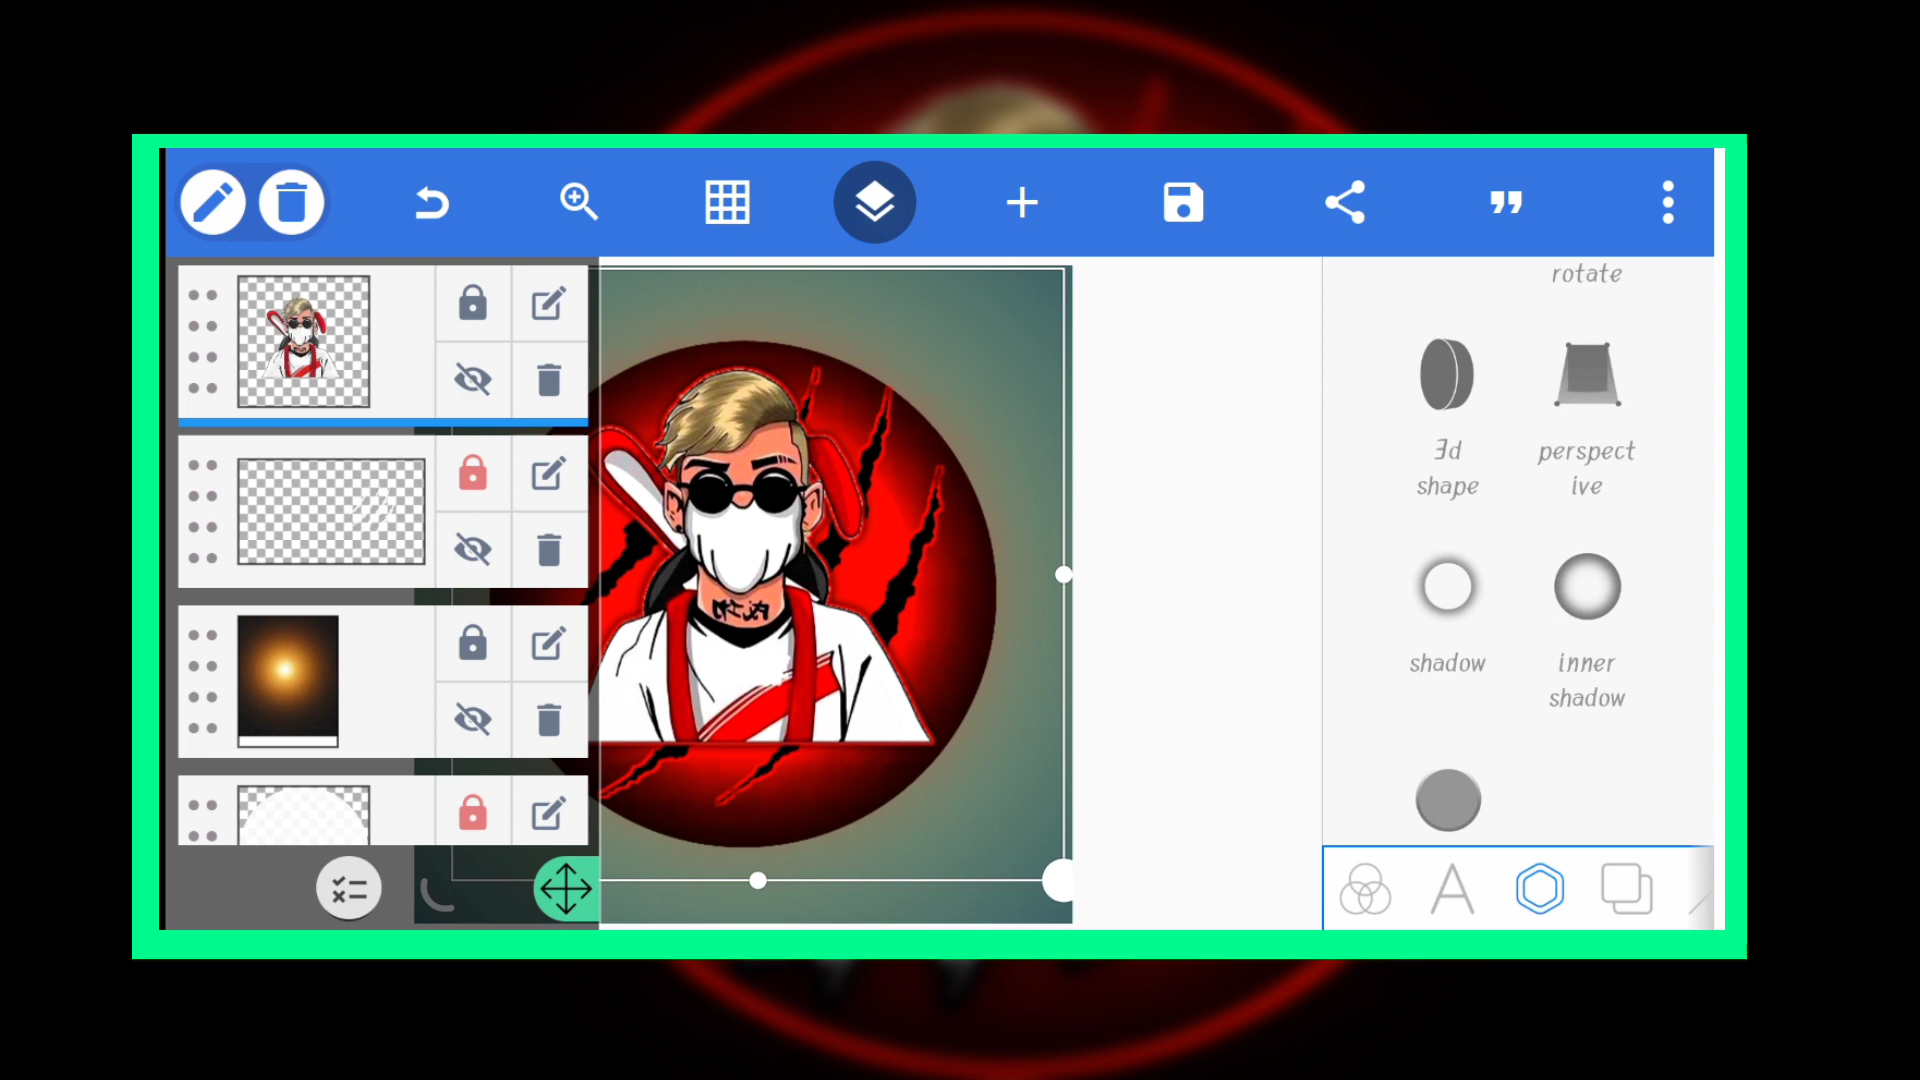 rotate
3d
shape
perspect
ive
shadow
inner
shadow